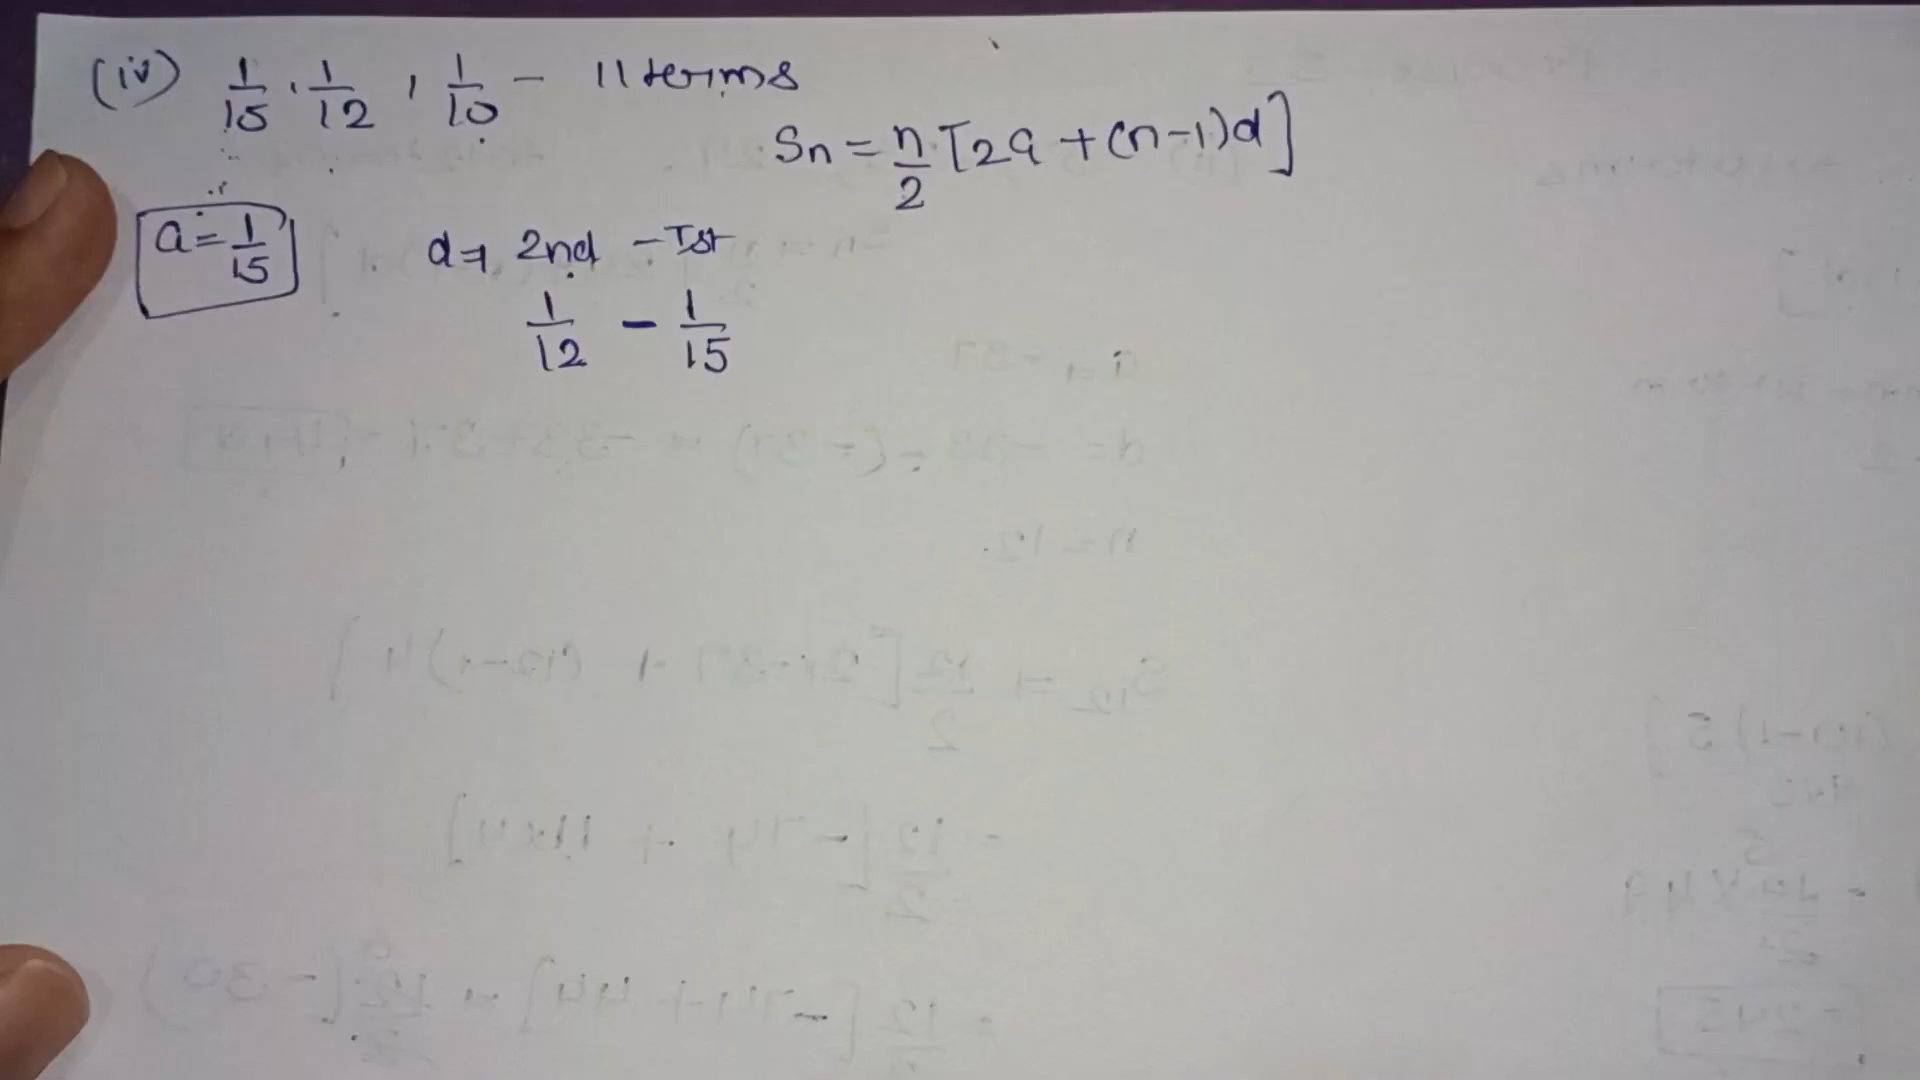 (iv) 1/15, 1/12, 1/10 - 11 terms
Sn = n/2 [2a + (n-1)d]
a = 1/15
d = 2nd - Ist
1/12 - 1/15